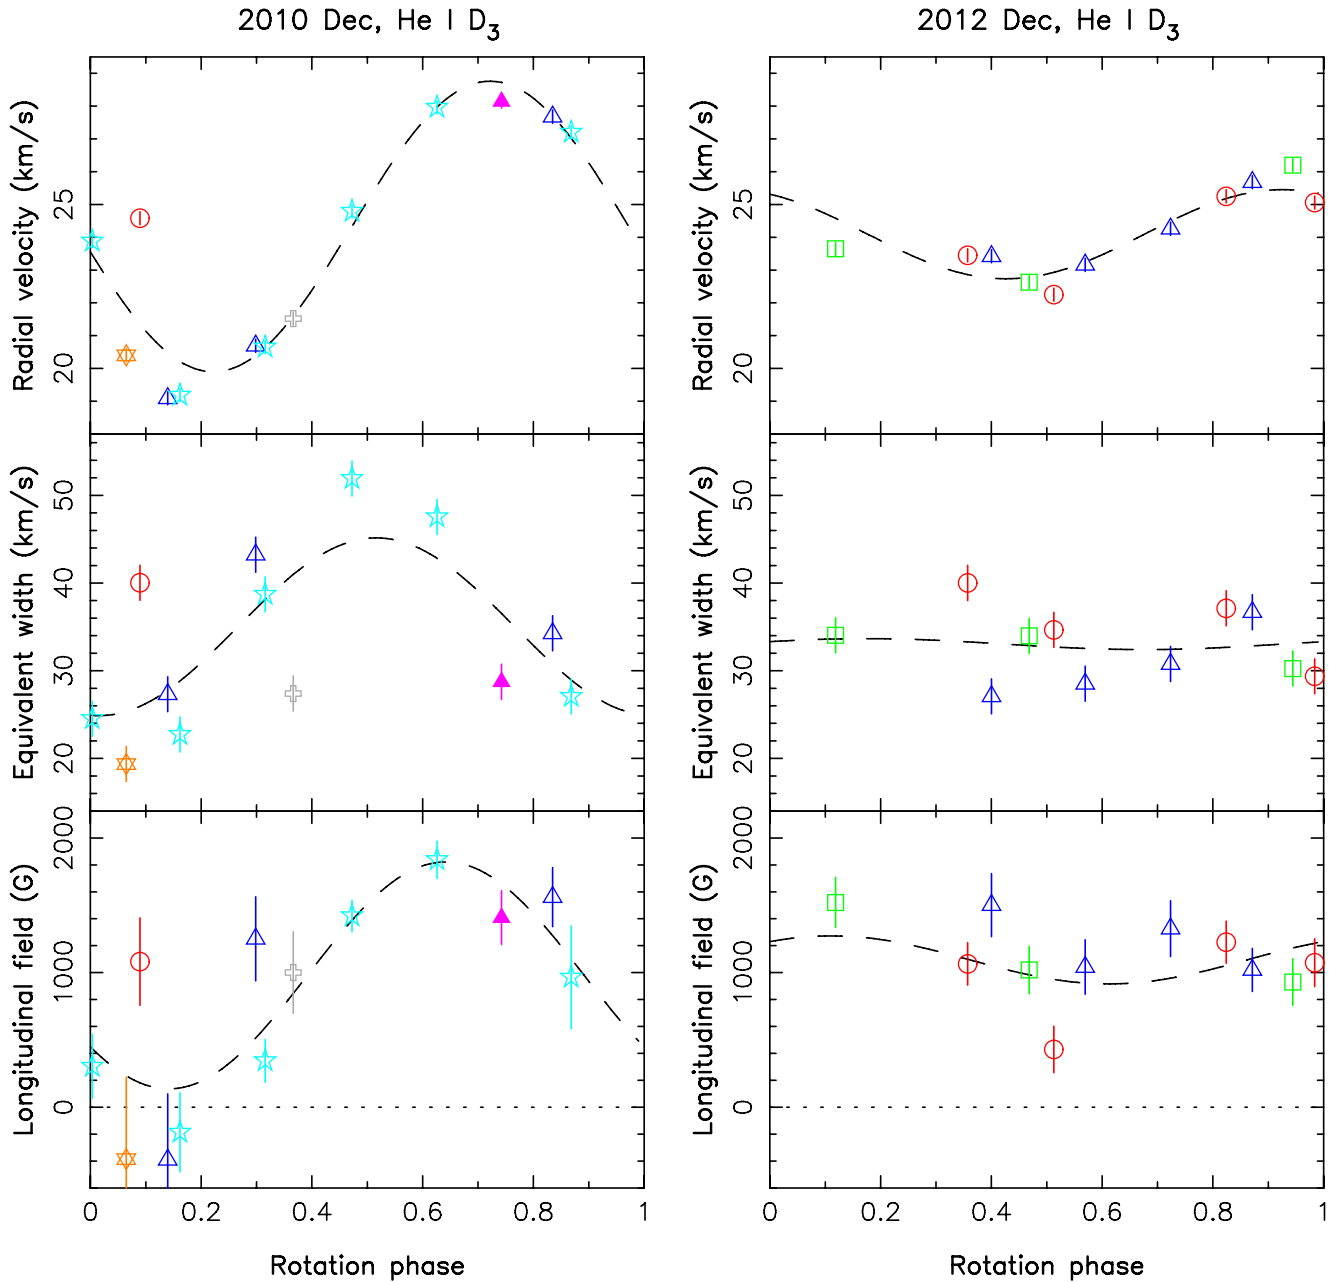 2010 Dec, He I D3
2012 Dec, He I D3
Radial velocity (km/s)
20
25
Radial velocity (km/s)
20
25
Equivalent width (km/s)
20
30
40
50
Equivalent width (km/s)
20
30
40
50
Longitudinal field (G)
0
1000
2000
Longitudinal field (G)
0
1000
2000
0 0.2 0.4 0.6 0.8 1
0 0.2 0.4 0.6 0.8 1
Rotation phase
Rotation phase